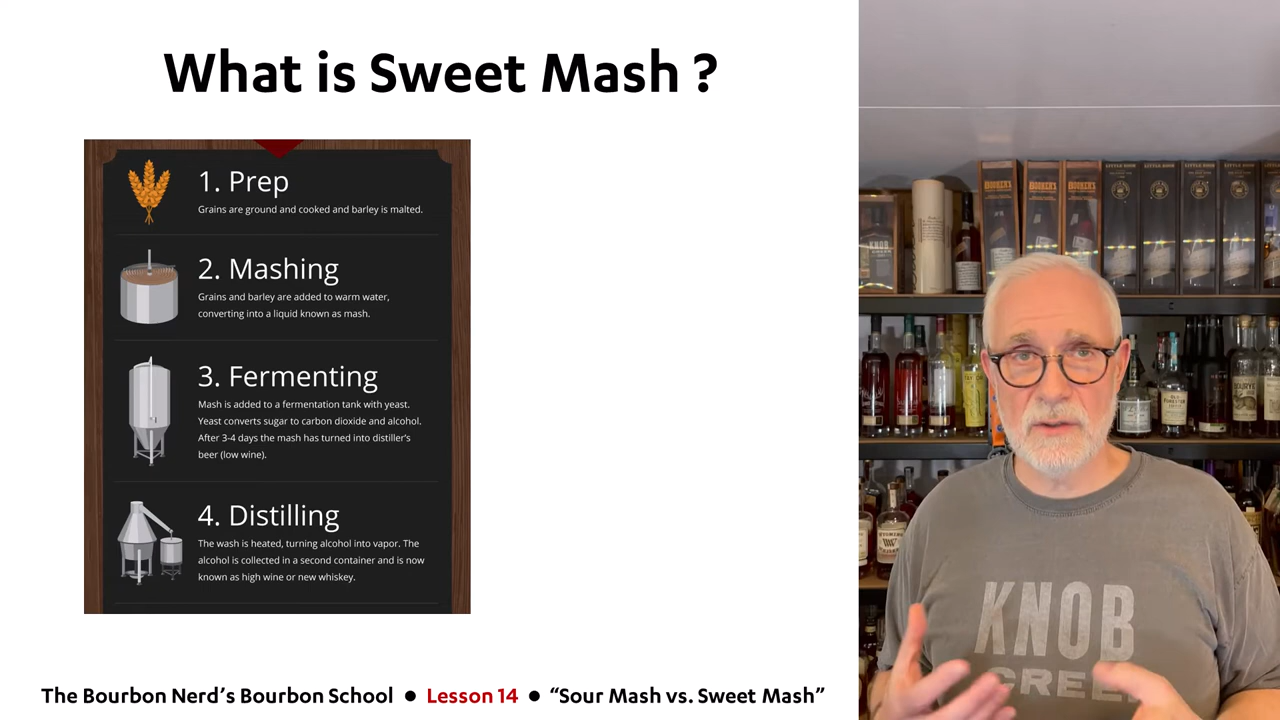 What is Sweet Mash ?
1. Prep
Grains are ground and cooked and barley is malted.
2. Mashing
Grains and barley are added to warm water,
converting into a liquid known as mash.
3. Fermenting
Mash is added to a fermentation tank with yeast.
Yeast converts sugar to carbon dioxide and alcohol.
After 3-4 days the mash has turned into distiller's
beer (low wine).
4. Distilling
The wash is heated, turning alcohol into vapor. The
alcohol is collected in a second container and is now
known as high wine or new whiskey.
The Bourbon Nerd's Bourbon School ● Lesson 14 ● “Sour Mash vs. Sweet Mash”
BOOKER'S
BOOKER'S
BOOKER'S
KNOB
KNOB
CREEK